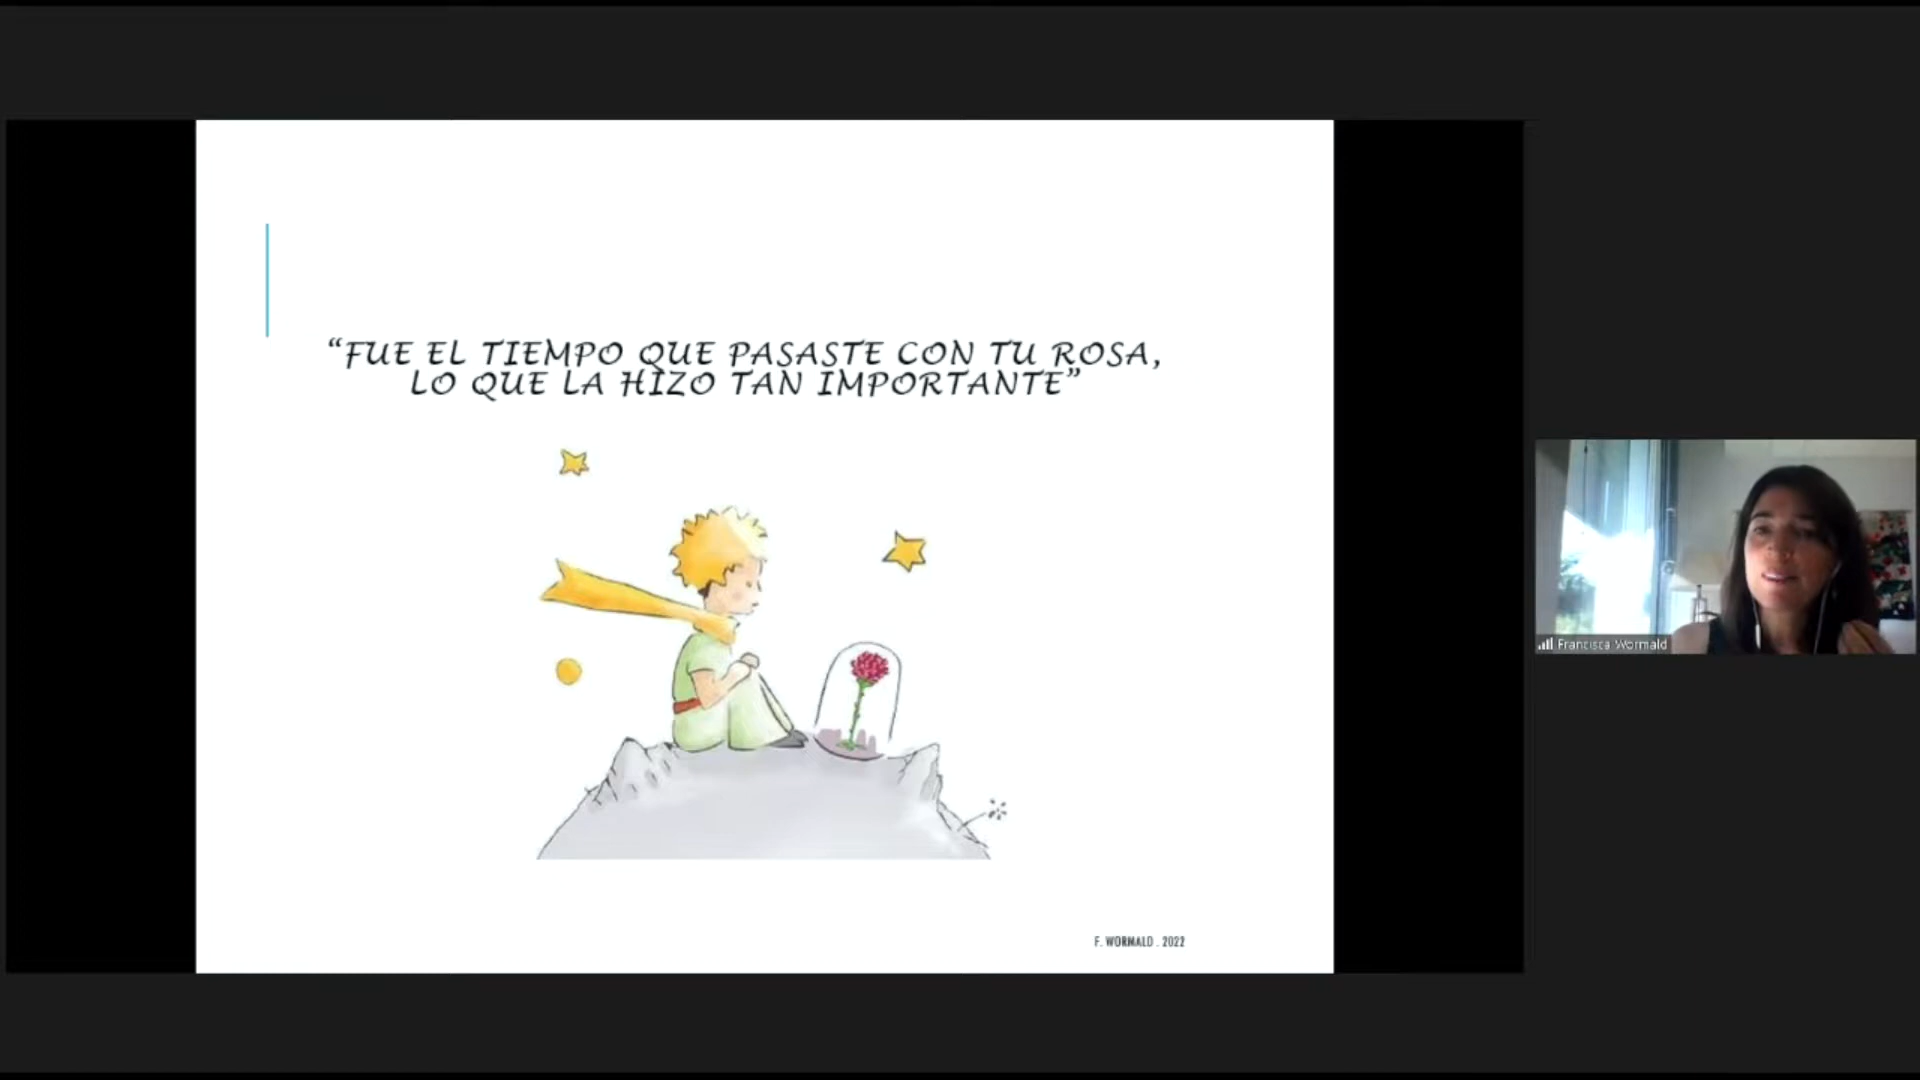 “FUE EL TIEMPO QUE PASASTE CON TU ROSA,
LO QUE LA HIZO TAN IMPORTANTE”
F. WORMALD . 2022
Francisca Wormald